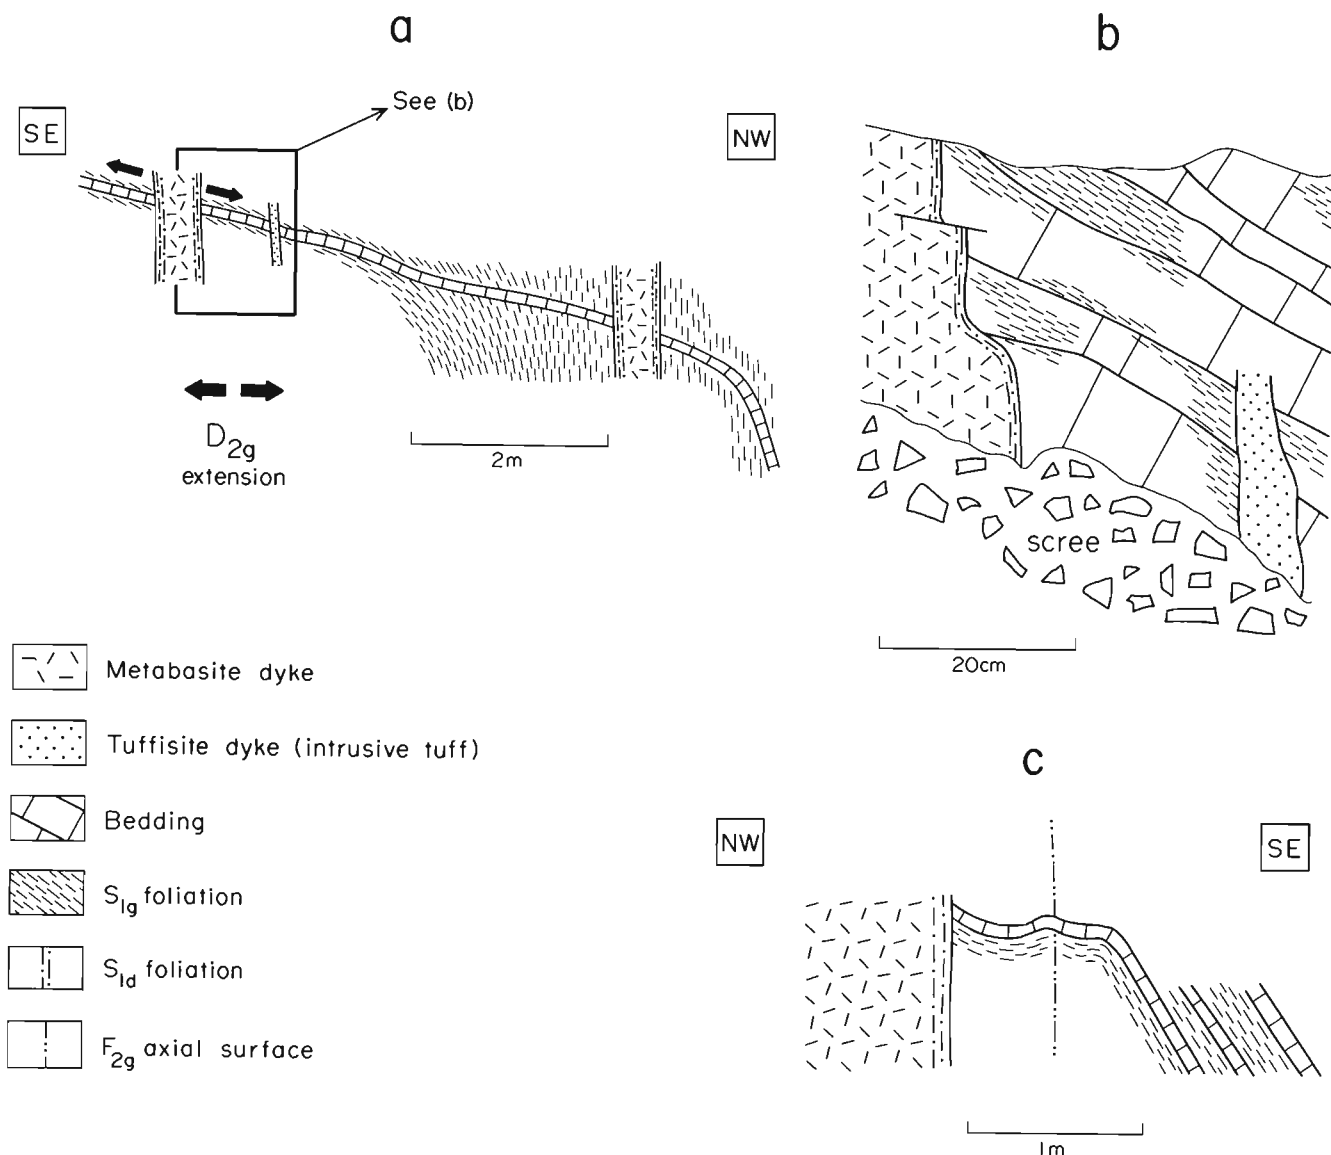 a
b
SE
See (b)
NW
D2g
extension
2m
scree
20cm
Metabasite dyke
Tuffisite dyke (intrusive tuff)
Bedding
S1g foliation
S1d foliation
F2g axial surface
c
NW
SE
1m